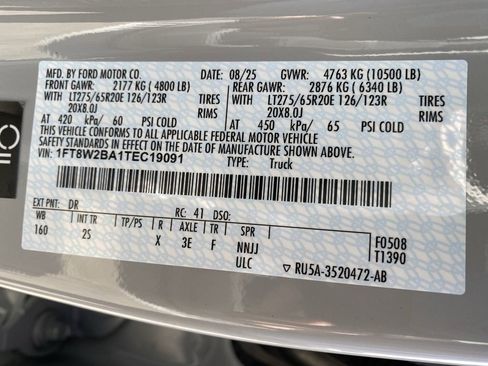 MFD. BY FORD MOTOR CO. 08/25 GVWR: 4763 KG (10500 LB)
FRONT GAWR: 2177 KG ( 4800 LB) REAR GAWR: 2876 KG ( 6340 LB)
LT275/65R20E 126/123R TIRES LT275/65R20E 126/123R TIRES
20X8.0J RIMS 20X8.0J RIMS
AT 420 kPa/ 60 PSI COLD AT 450 kPa/ 65 PSI COLD
THIS VEHICLE CONFORMS TO ALL APPLICABLE FEDERAL MOTOR VEHICLE
SAFETY STANDARDS IN EFFECT ON THE DATE OF MANUFACTURE SHOWN ABOVE.
VIN: 1FT8W2BA1TEC19091 TYPE: Truck
EXT PNT: DR RC: 41 DSO:
WB INT TR TP/PS R AXLE TR SPR F0508
160 2S X 3E F NNJJ T1390
ULC ▽ RU5A-3520472-AB